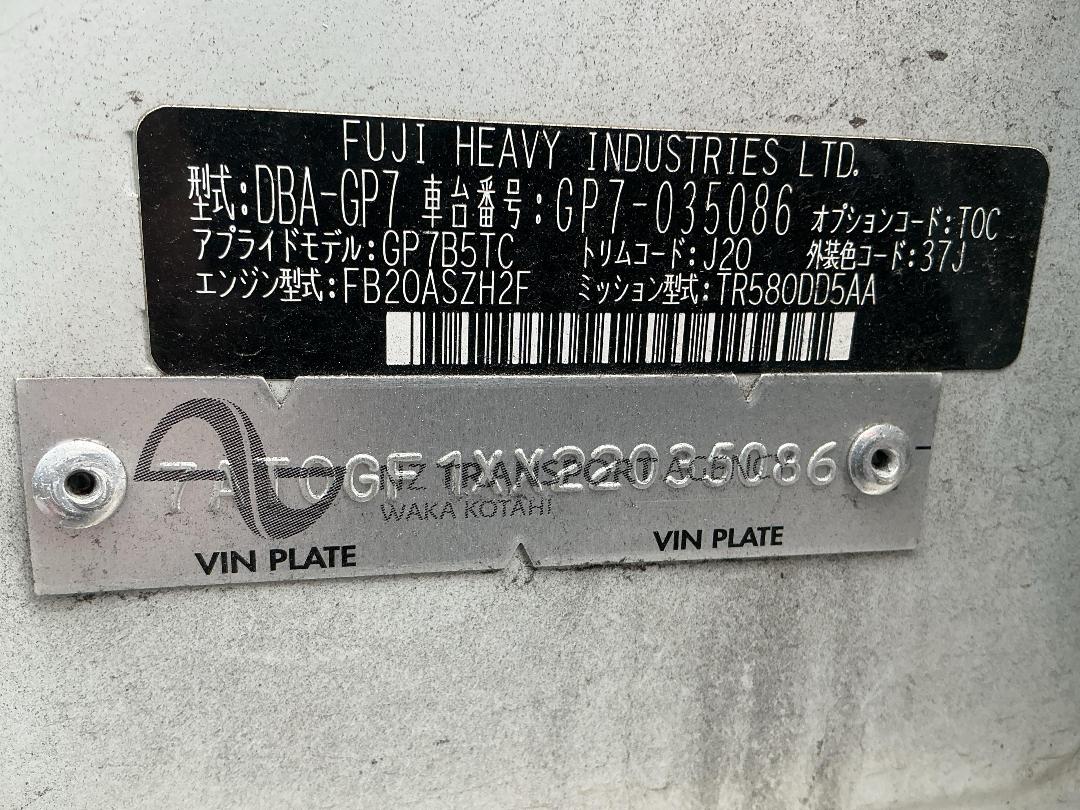 FUJI HEAVY INDUSTRIES LTD.
型式:DBA-GP7 車台番号:GP7-035086 オプションコード:TOC
アプライドモデル:GP7B5TC トリムコード:J20 外装色コード:37J
エンジン型式:FB20ASZH2F ミッション型式:TR580DD5AA
7AT0GF1XX22035086
NZ TRANSPORT AGENCY
WAKA KOTAHI
VIN PLATE VIN PLATE